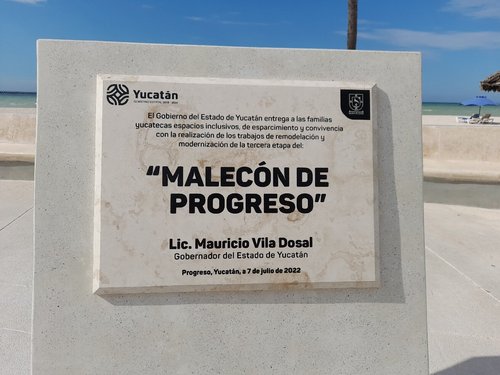 Yucatán
El Gobierno del Estado de Yucatán entrega a las familias
yucatecas espacios inclusivos, de esparcimiento y convivencia
con la realización de los trabajos de remodelación y
modernización de la tercera etapa del:
“MALECÓN DE
PROGRESO”
Lic. Mauricio Vila Dosal
Gobernador del Estado de Yucatán
Progreso, Yucatán, a 7 de julio de 2022